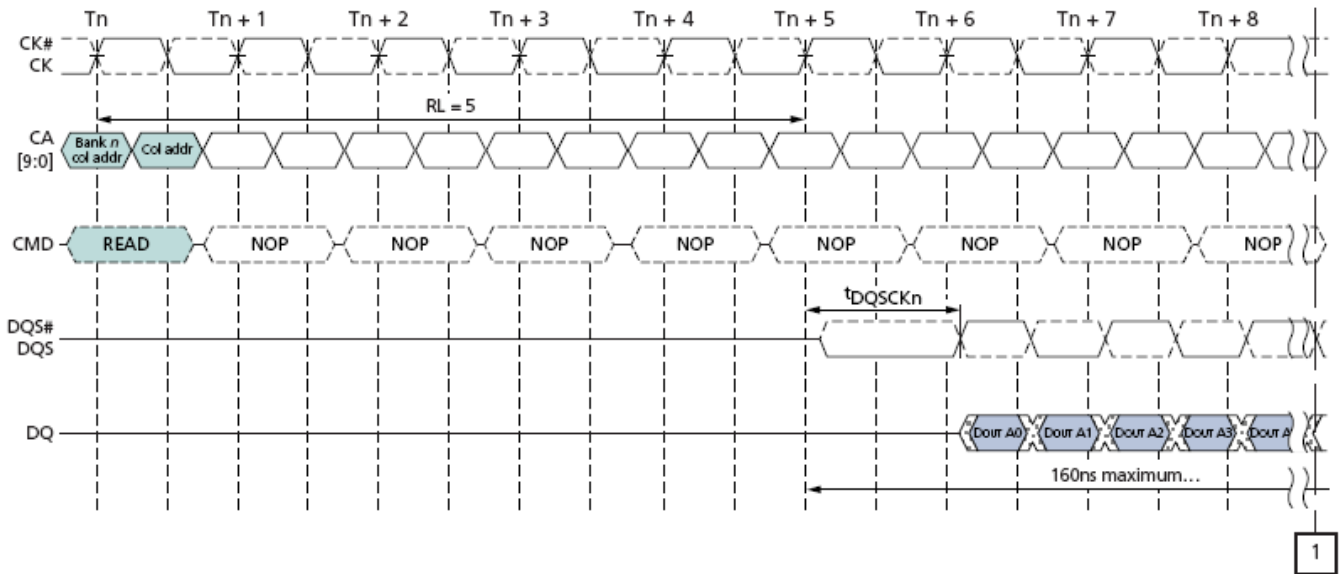 Tn Tn + 1 Tn + 2 Tn + 3 Tn + 4 Tn + 5 Tn + 6 Tn + 7 Tn + 8
CK#
CK
RL = 5
CA
[9:0]
Bank n
col addr
Col addr
CMD READ NOP NOP NOP NOP NOP NOP NOP NOP
tDQSCKn
DQS#
DQS
DQ DOUT A0 DOUT A1 DOUT A2 DOUT A3 DOUT A
160ns maximum...
1